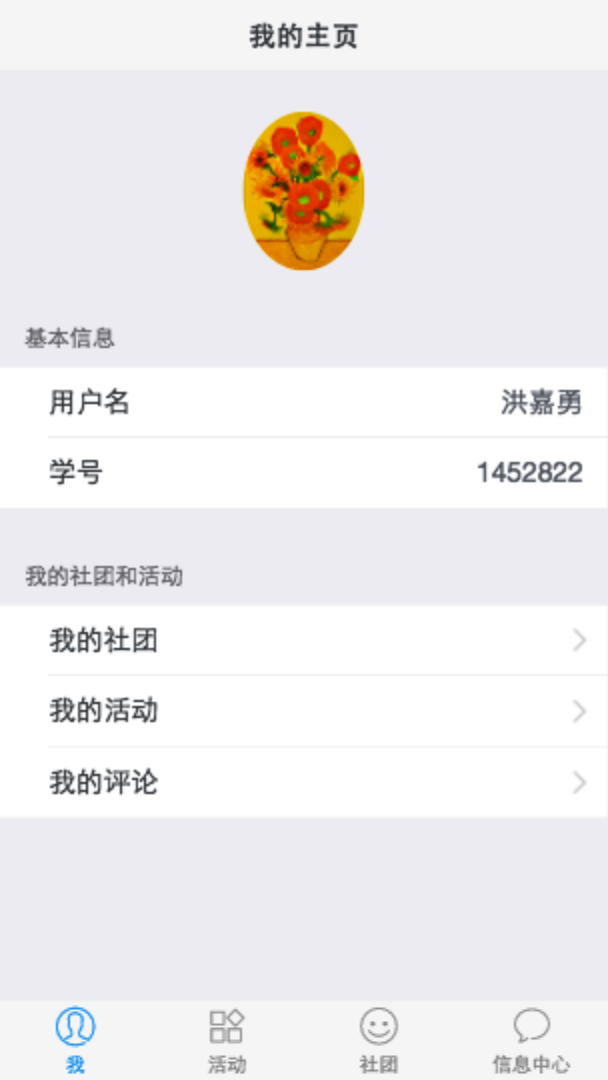 我的主页
基本信息
用户名 洪嘉勇
学号 1452822
我的社团和活动
我的社团
我的活动
我的评论
我 活动 社团 信息中心